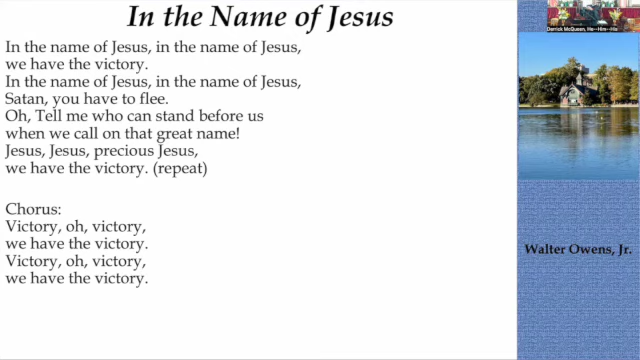 In the Name of Jesus
In the name of Jesus, in the name of Jesus,
we have the victory.
In the name of Jesus, in the name of Jesus,
Satan, you have to flee.
Oh, Tell me who can stand before us
when we call on that great name!
Jesus, Jesus, precious Jesus,
we have the victory. (repeat)
Chorus:
Victory, oh, victory,
we have the victory.
Victory, oh, victory,
we have the victory.
Derrick McQueen, He~Him~His
Walter Owens, Jr.